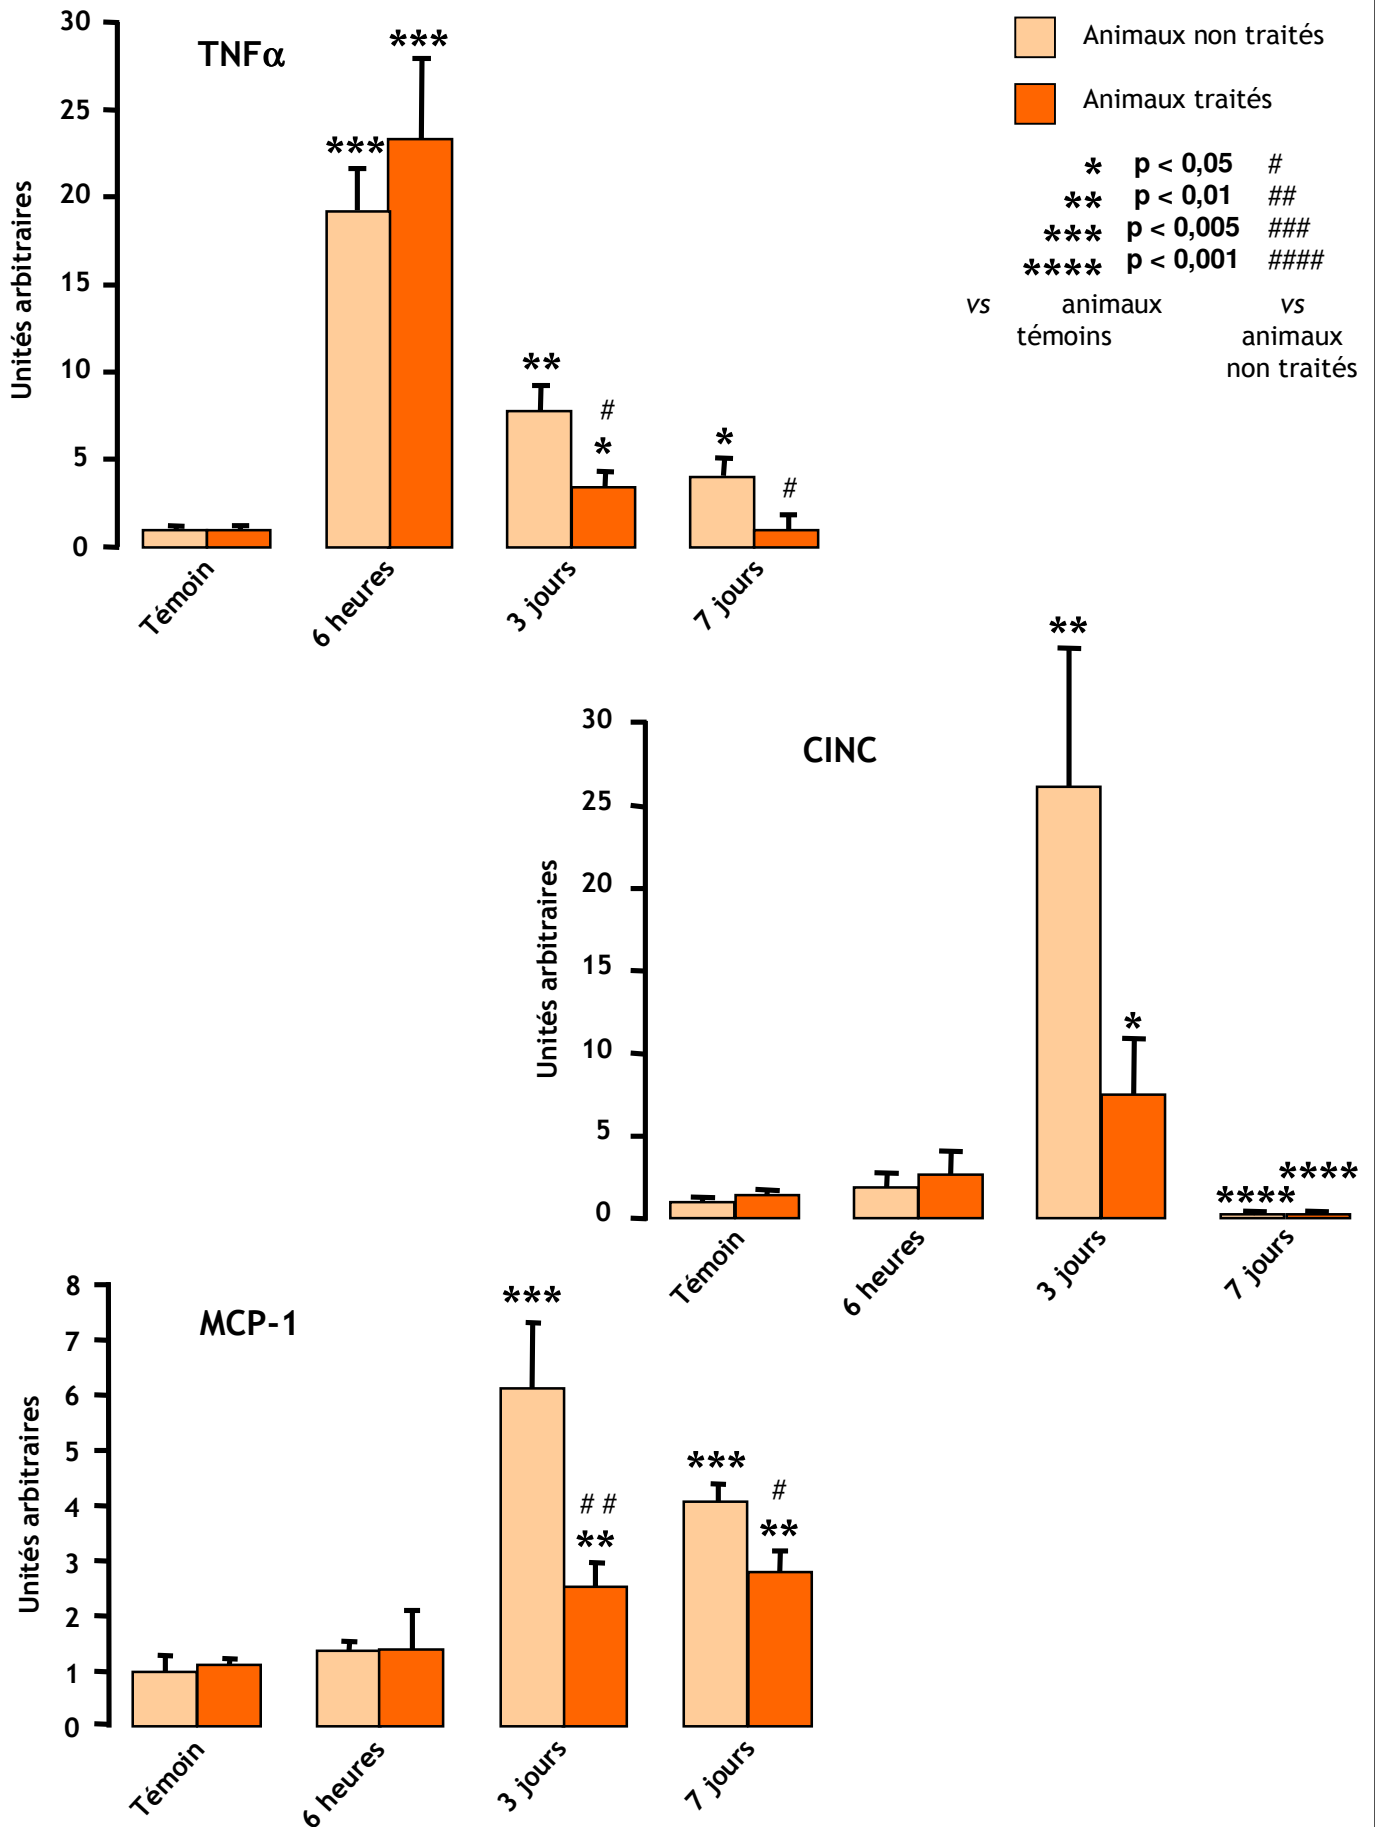 30
25
20
15
10
5
0
Unités arbitraires
TNFα
***
***
**
#
*
*
#
Témoin
6 heures
3 jours
7 jours
Animaux non traités
Animaux traités
* p < 0,05 #
** p < 0,01 ##
*** p < 0,005 ###
**** p < 0,001 ####
vs animaux vs
témoins animaux
non traités
30
25
20
15
10
5
0
Unités arbitraires
CINC
**
*
****
****
Témoin
6 heures
3 jours
7 jours
8
7
6
5
4
3
2
1
0
Unités arbitraires
MCP-1
***
# #
**
***
#
**
Témoin
6 heures
3 jours
7 jours